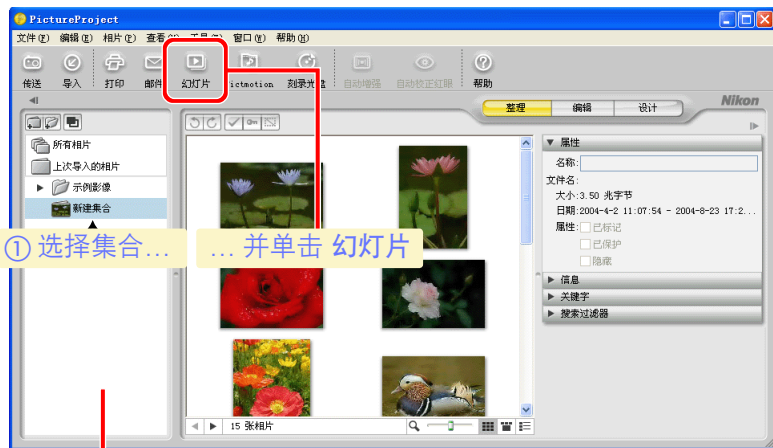 PictureProject
文件(F) 编辑(E) 相片(P) 查看(V) 工具(T) 窗口(W) 帮助(H)
传送 导入 打印 邮件 幻灯片 Pictmotion 刻录光盘 自动增强 自动校正红眼 帮助
整理 编辑 设计 Nikon
所有相片
上次导入的相片
示例影像
新建集合
① 选择集合... ... 并单击 幻灯片
属性
名称:
文件名:
大小:3.50 兆字节
日期:2004-4-2 11:07:54 - 2004-8-23 17:2...
属性: 已标记
已保护
隐藏
信息
关键字
搜索过滤器
15 张相片